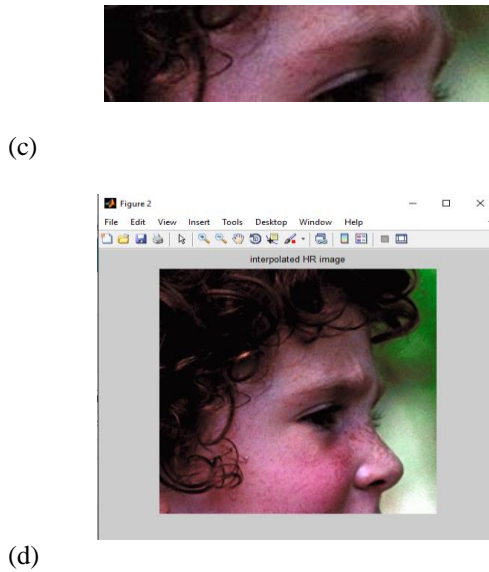 (c)
Figure 2
File Edit View Insert Tools Desktop Window Help
interpolated HR image
(d)